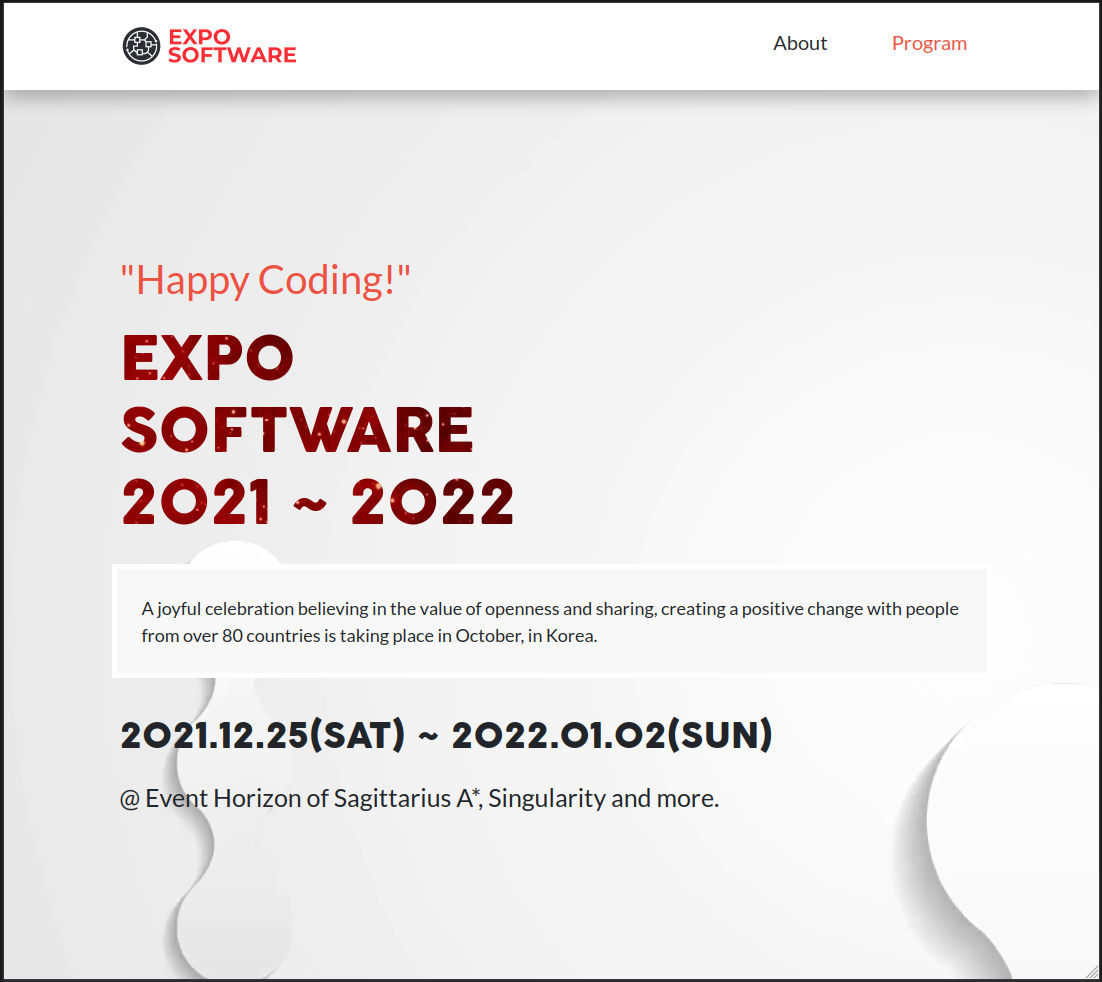 EXPO
SOFTWARE
About
Program
"Happy Coding!"
EXPO
SOFTWARE
2021 ~ 2022
A joyful celebration believing in the value of openness and sharing, creating a positive change with people
from over 80 countries is taking place in October, in Korea.
2021.12.25(SAT) ~ 2022.01.02(SUN)
@ Event Horizon of Sagittarius A*, Singularity and more.